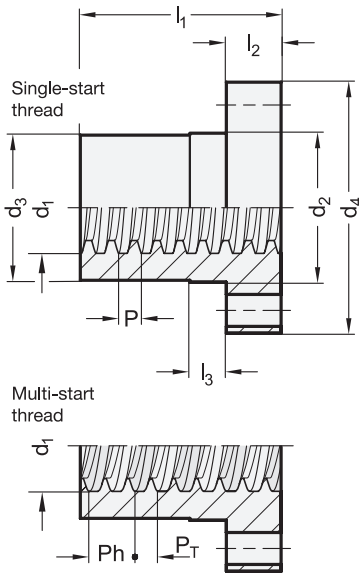 l1
l2
Single-start
thread
d3
d1
d2
d4
P
l3
Multi-start
thread
d1
Ph
PT